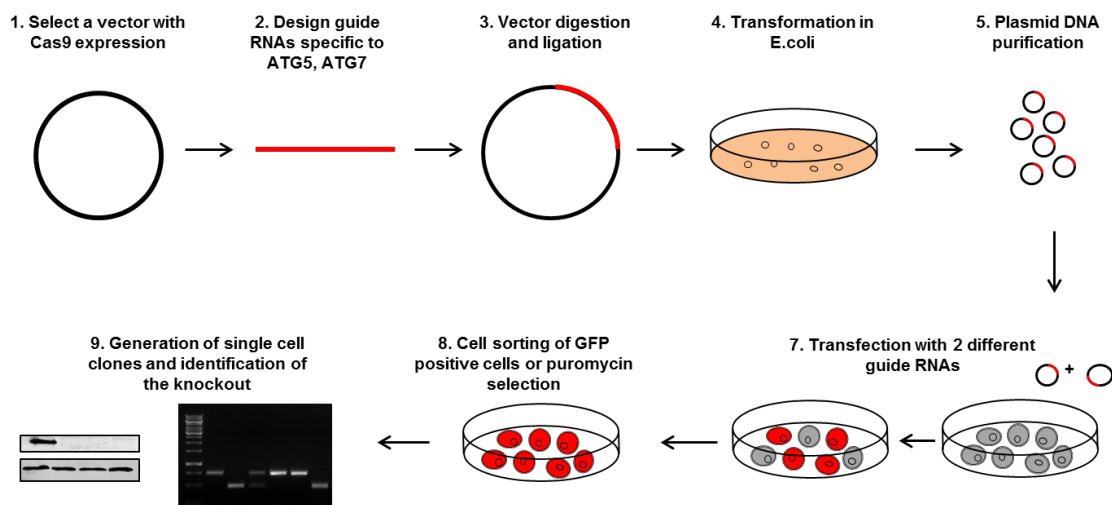 1. Select a vector with
Cas9 expression
2. Design guide
RNAs specific to
ATG5, ATG7
3. Vector digestion
and ligation
4. Transformation in
E.coli
5. Plasmid DNA
purification
7. Transfection with 2 different
guide RNAs
+
8. Cell sorting of GFP
positive cells or puromycin
selection
9. Generation of single cell
clones and identification of
the knockout